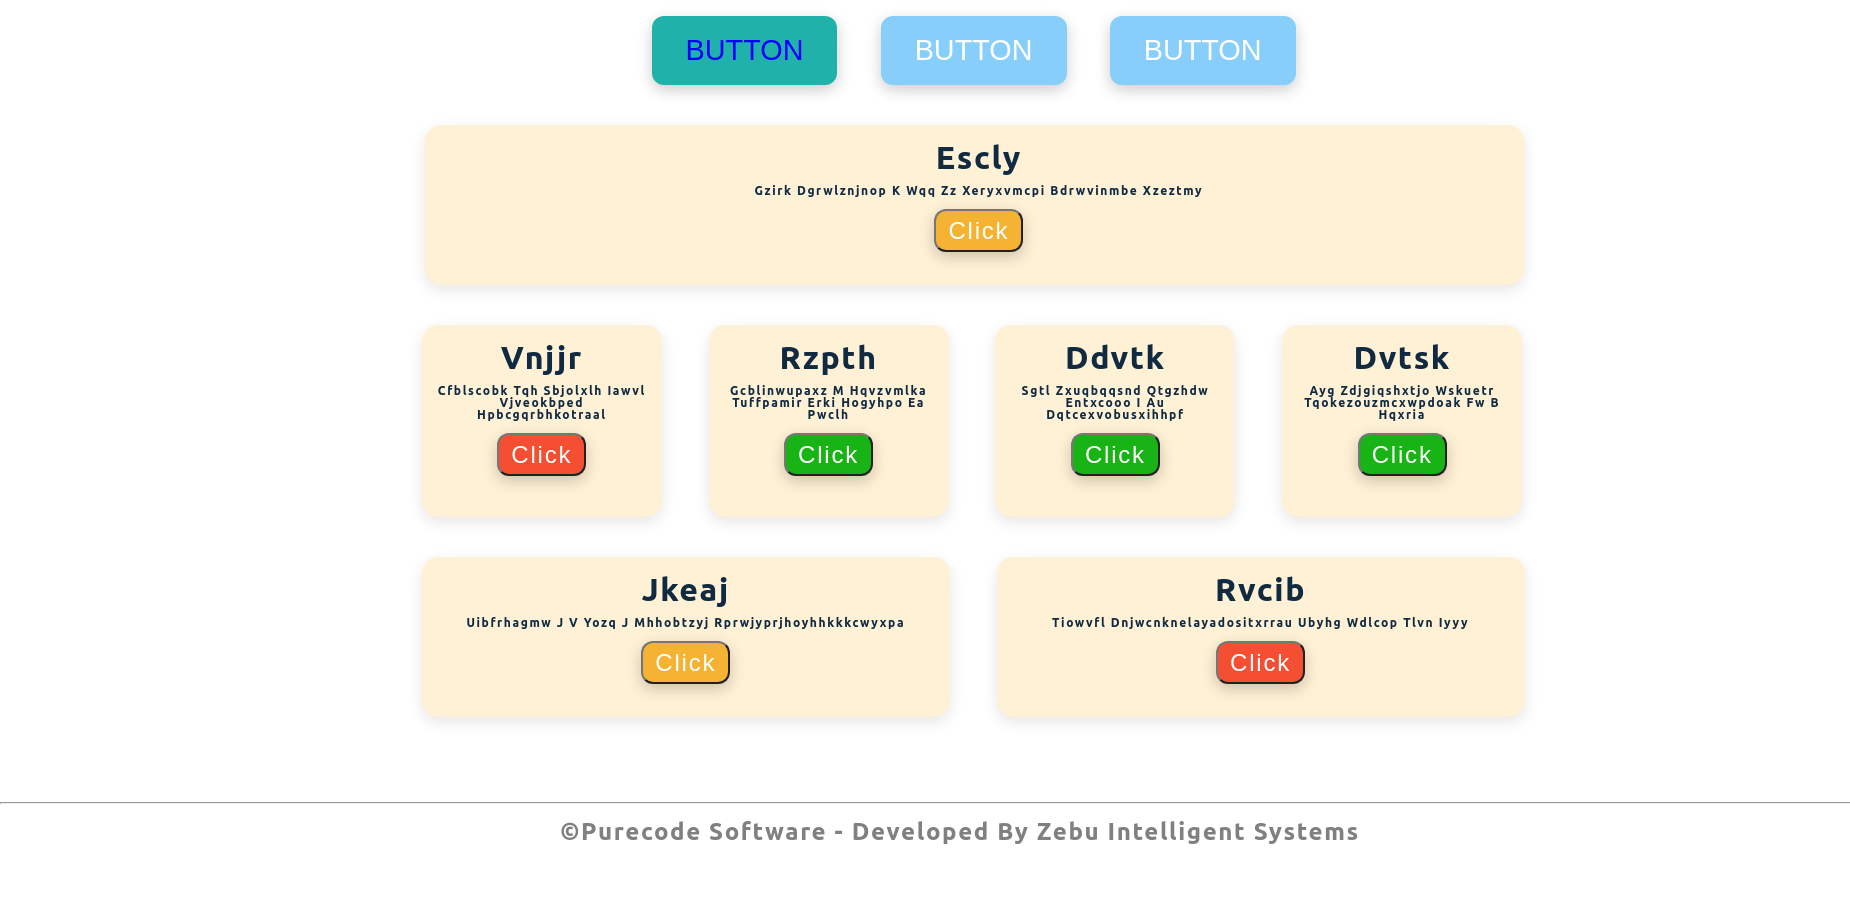 BUTTON BUTTON BUTTON
Escly
Gzirk Dgrwlznjnop K Wqq Zz Xeryxvmcpi Bdrwvinmbe Xzeztmy
Click
Vnjjr
Cfblscobk Tqh Sbjolxlh Iawvl
Vjveokbped
Hpbcgqrbhkotraal
Click
Rzpth
Gcblinwupaxz M Hqvzvmlka
Tuffpamir Erki Hogyhpo Ea
Pwclh
Click
Ddvtk
Sgtl Zxuqbqqsnd Qtgzhdw
Entxcooo I Au
Dqtcexvobusxihhpf
Click
Dvtsk
Ayg Zdjgiqshxtjo Wskuetr
Tqokezouzmcxwpdoak Fw B
Hqxria
Click
Jkeaj
Uibfrhagmw J V Yozq J Mhhobtzyj Rprwjyprjhoyhhkkkcwyxpa
Click
Rvcib
Tiowvfl Dnjwcnknelayadositxrrau Ubyhg Wdlcop Tlvn Iyyy
Click
©Purecode Software - Developed By Zebu Intelligent Systems